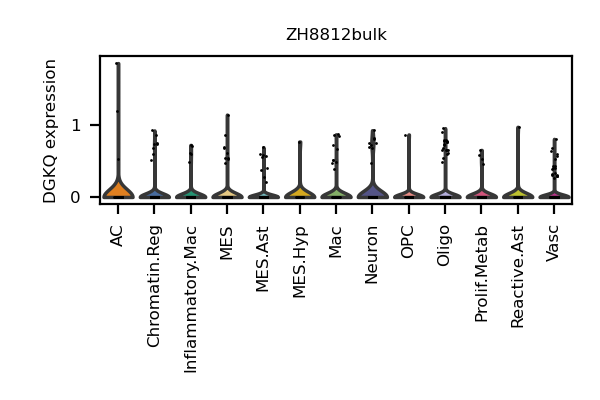 ZH8812bulk
DGKQ expression
1
0
AC
Chromatin.Reg
Inflammatory.Mac
MES
MES.Ast
MES.Hyp
Mac
Neuron
OPC
Oligo
Prolif.Metab
Reactive.Ast
Vasc